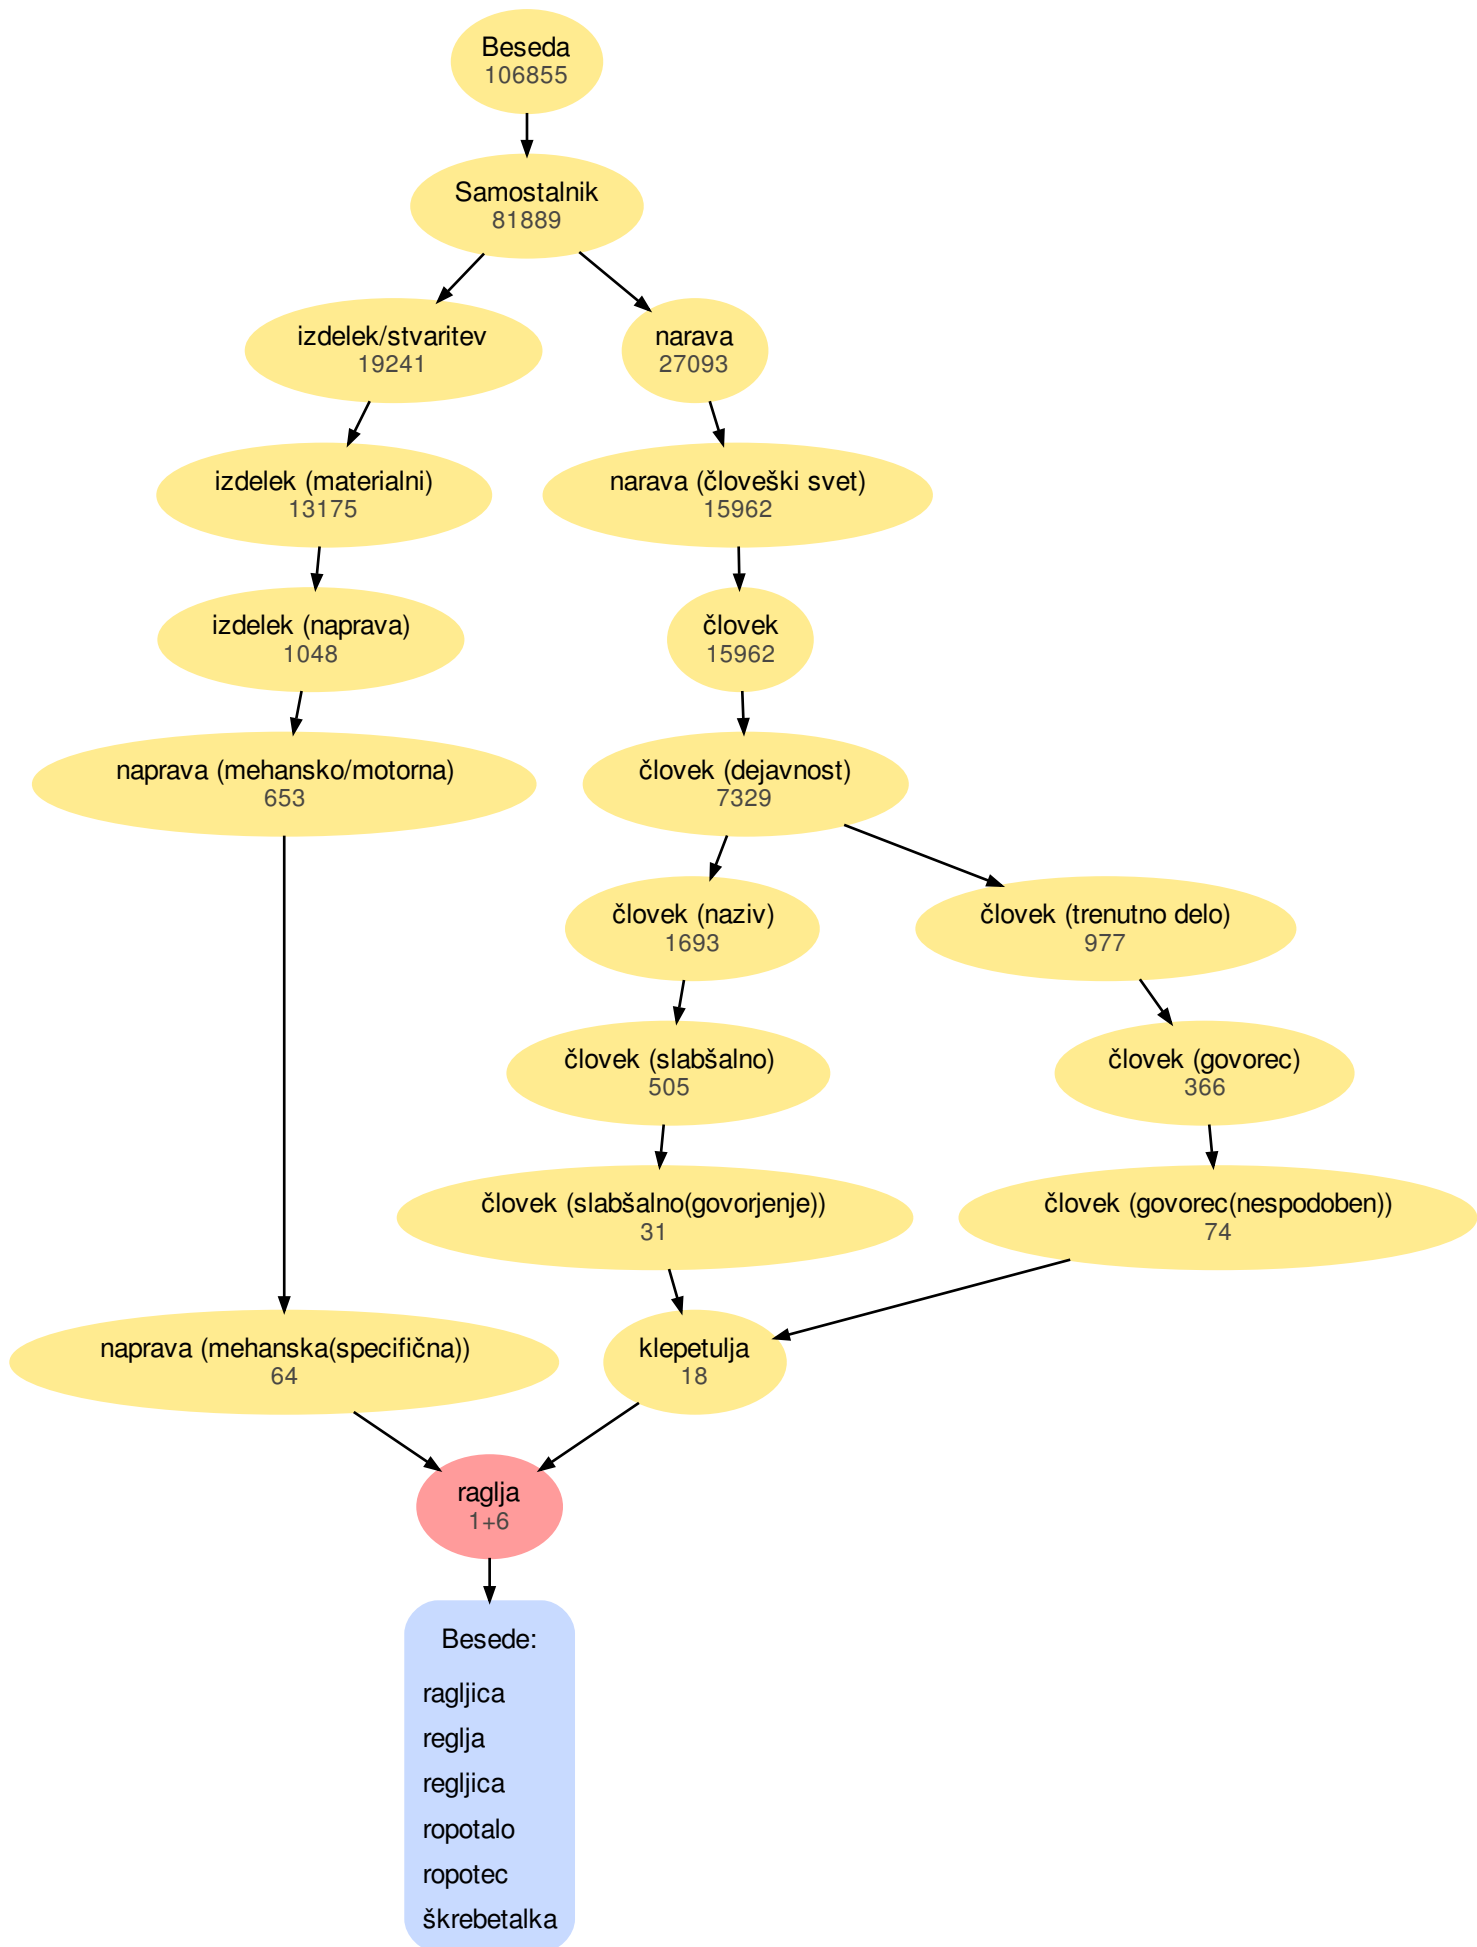 Beseda
106855
Samostalnik
81889
izdelek/stvaritev
19241
narava
27093
izdelek (materialni)
13175
narava (človeški svet)
15962
izdelek (naprava)
1048
človek
15962
naprava (mehansko/motorna)
653
človek (dejavnost)
7329
človek (naziv)
1693
človek (trenutno delo)
977
človek (slabšalno)
505
človek (govorec)
366
človek (slabšalno(govorjenje))
31
človek (govorec(nespodoben))
74
naprava (mehanska(specifična))
64
klepetulja
18
raglja
1+6
Besede:
ragljica
reglja
regljica
ropotalo
ropotec
škrebetalka